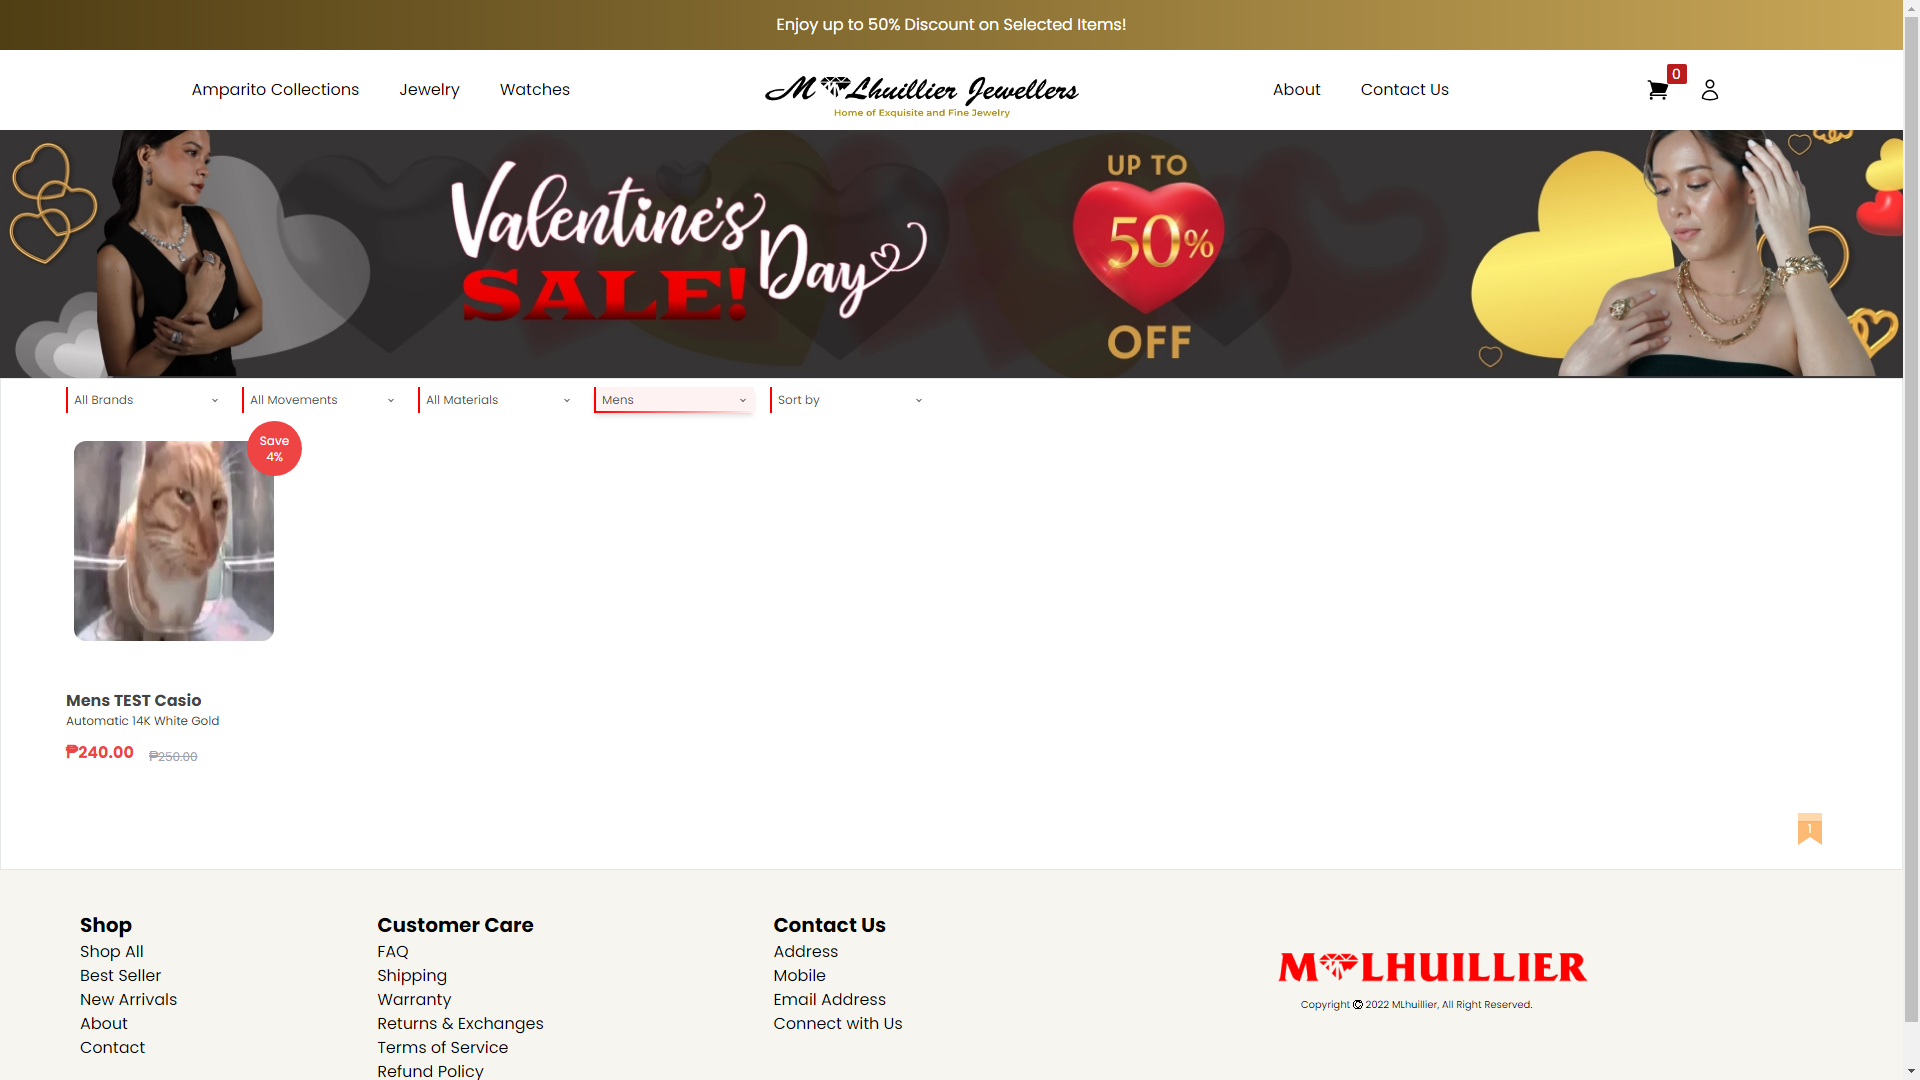 Enjoy up to 50% Discount on Selected Items!
Amparito Collections
Jewelry
Watches
M Lhuillier Jewellers
Home of Exquisite and Fine Jewelry
About
Contact Us
0
Valentine's
Day
SALE!
UP TO
50%
OFF
All Brands
All Movements
All Materials
Mens
Sort by
Save
4%
Mens TEST Casio
Automatic 14K White Gold
₱240.00 ₱250.00
1
Shop
Shop All
Best Seller
New Arrivals
About
Contact
Customer Care
FAQ
Shipping
Warranty
Returns & Exchanges
Terms of Service
Refund Policy
Contact Us
Address
Mobile
Email Address
Connect with Us
M LHUILLIER
Copyright © 2022 MLhuillier, All Right Reserved.